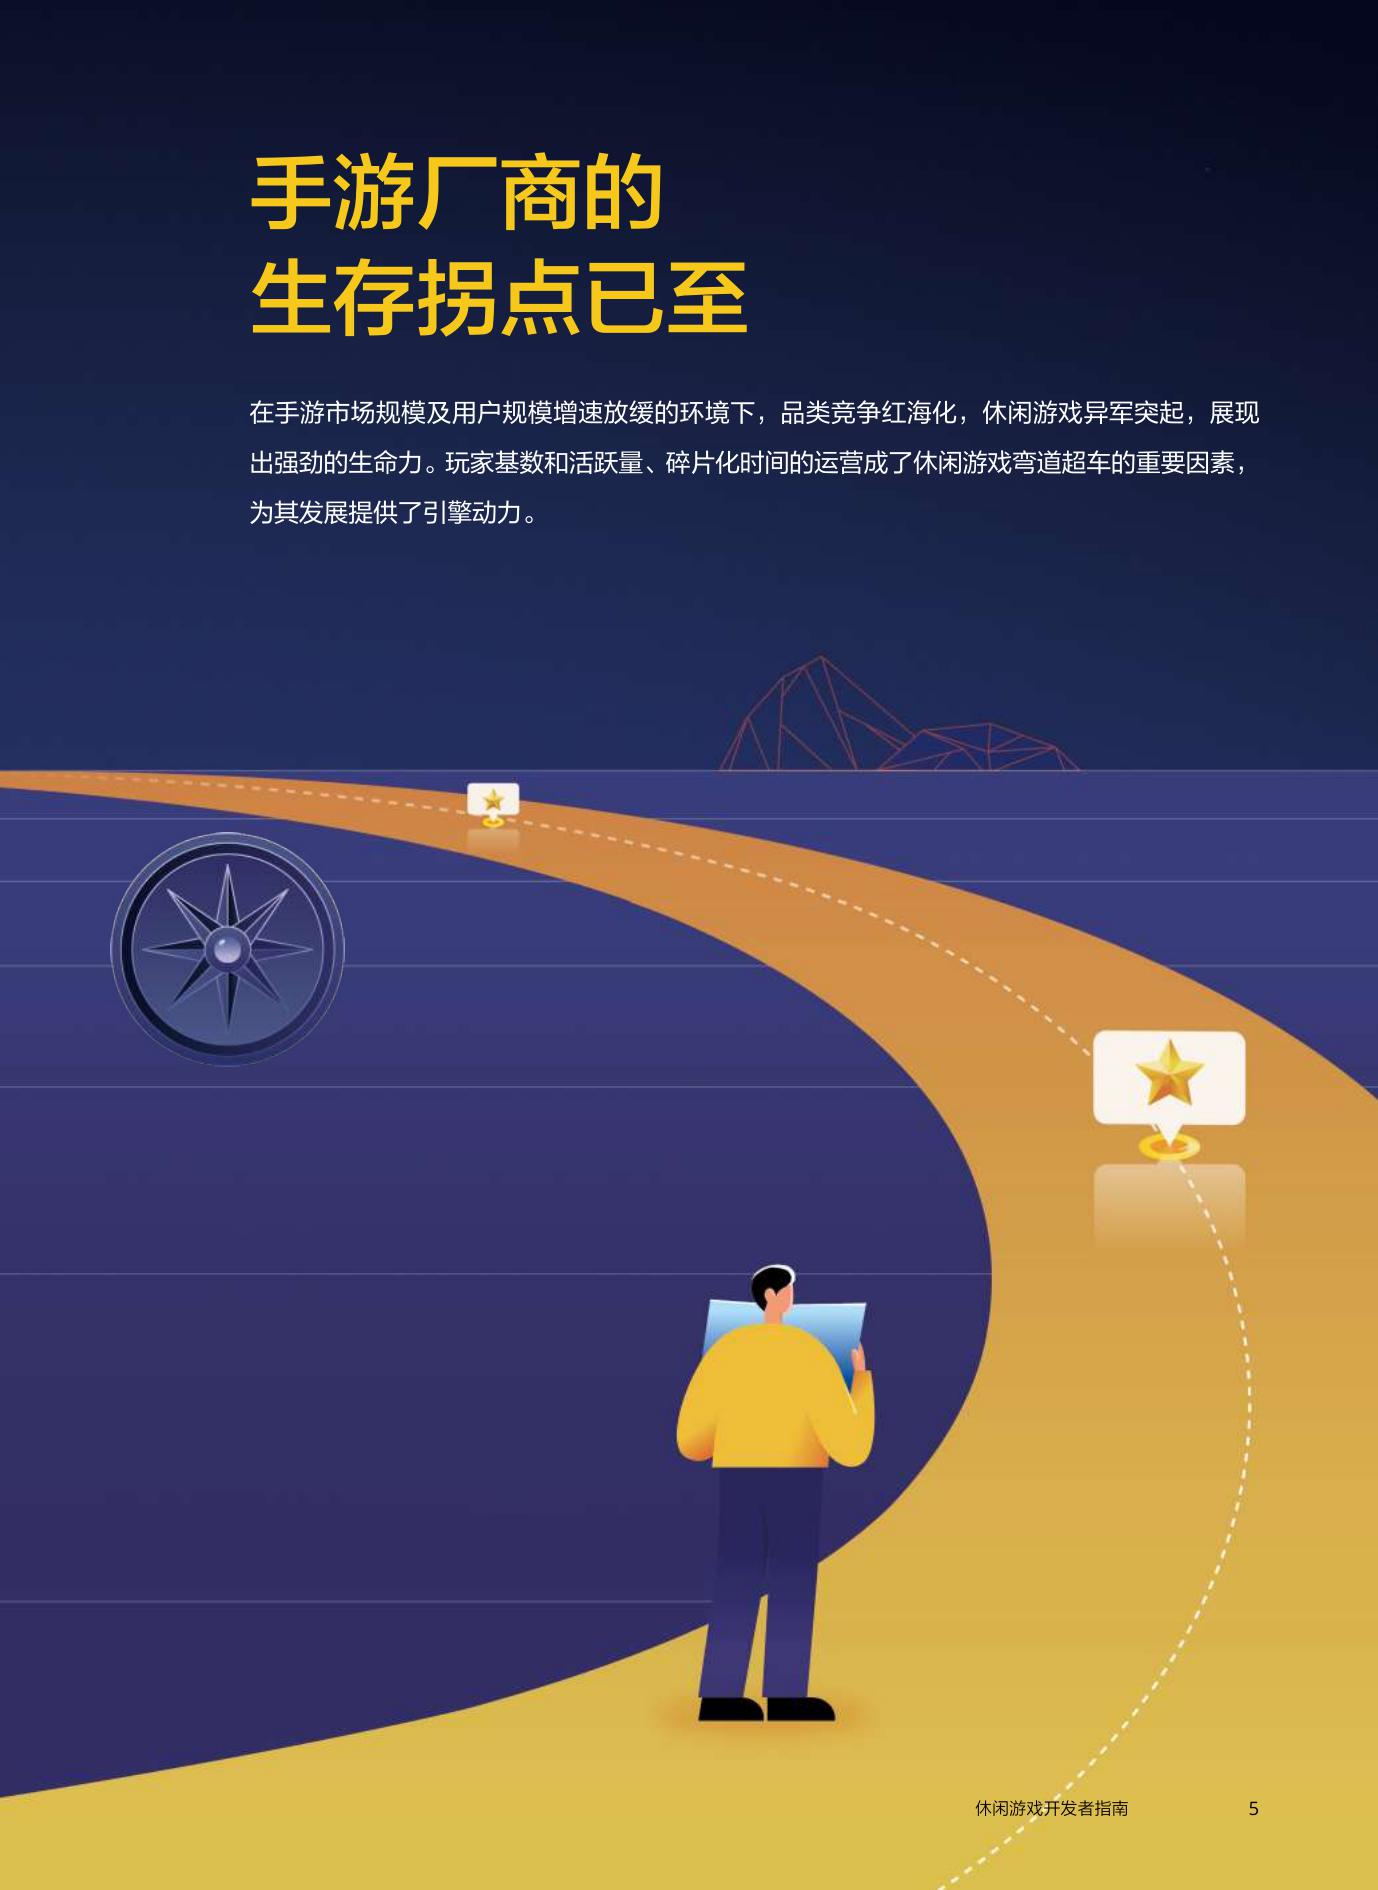 手游厂商的
生存拐点已至
在手游市场规模及用户规模增速放缓的环境下，品类竞争红海化，休闲游戏异军突起，展现
出强劲的生命力。玩家基数和活跃量、碎片化时间的运营成了休闲游戏弯道超车的重要因素，
为其发展提供了引擎动力。
休闲游戏开发者指南 5